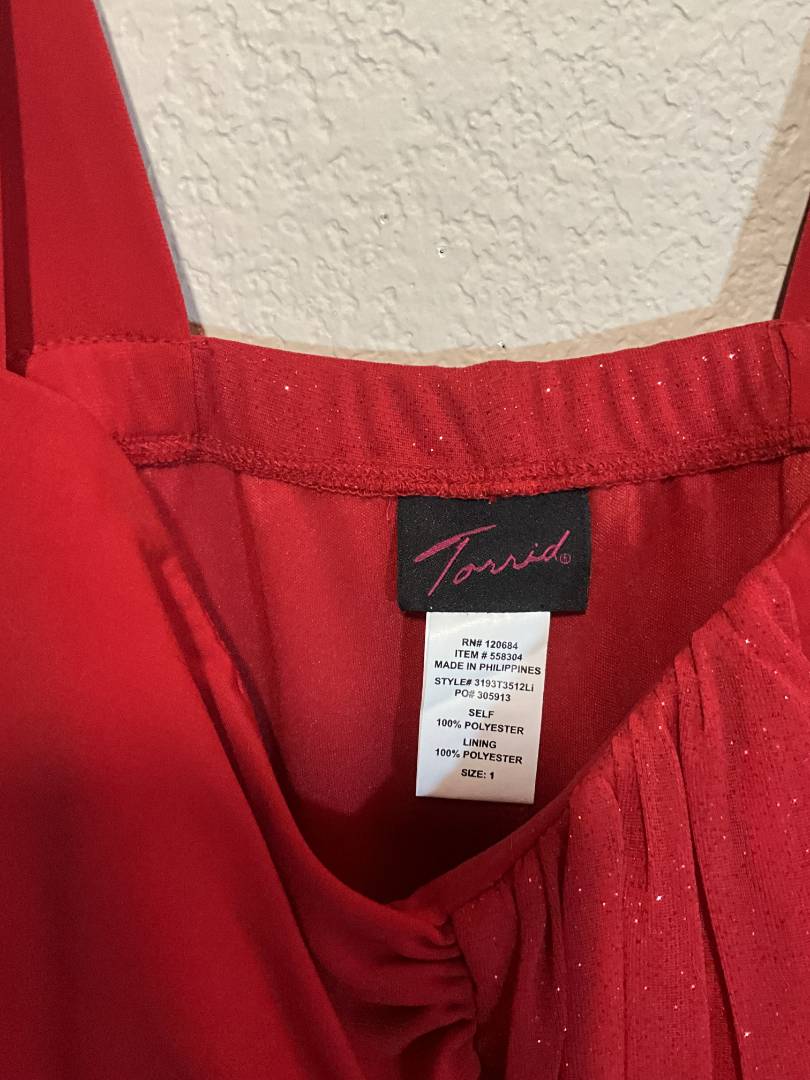 Torrid®
RN# 120684
ITEM # 558304
MADE IN PHILIPPINES
STYLE# 3193T3512Li
PO# 305913
SELF
100% POLYESTER
LINING
100% POLYESTER
SIZE: 1